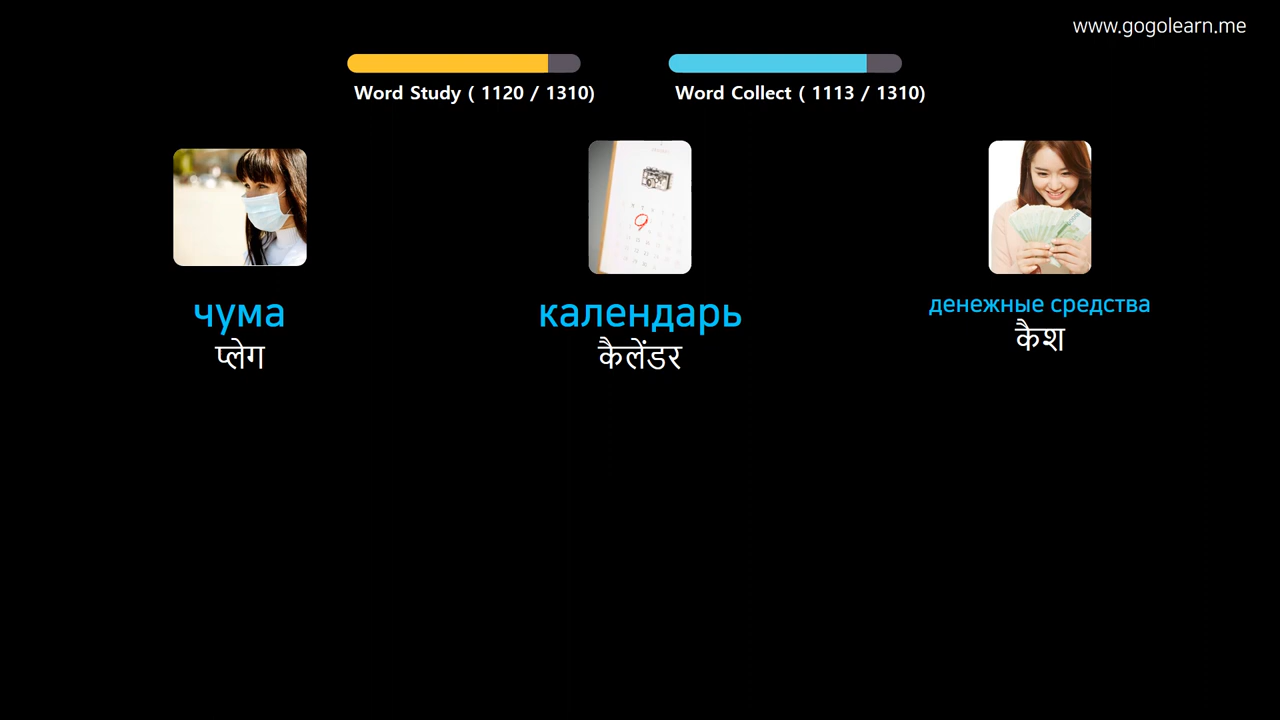 www.gogolearn.me
Word Study ( 1120 / 1310)
Word Collect ( 1113 / 1310)
чума
प्लेग
календарь
कैलेंडर
денежные средства
कैश